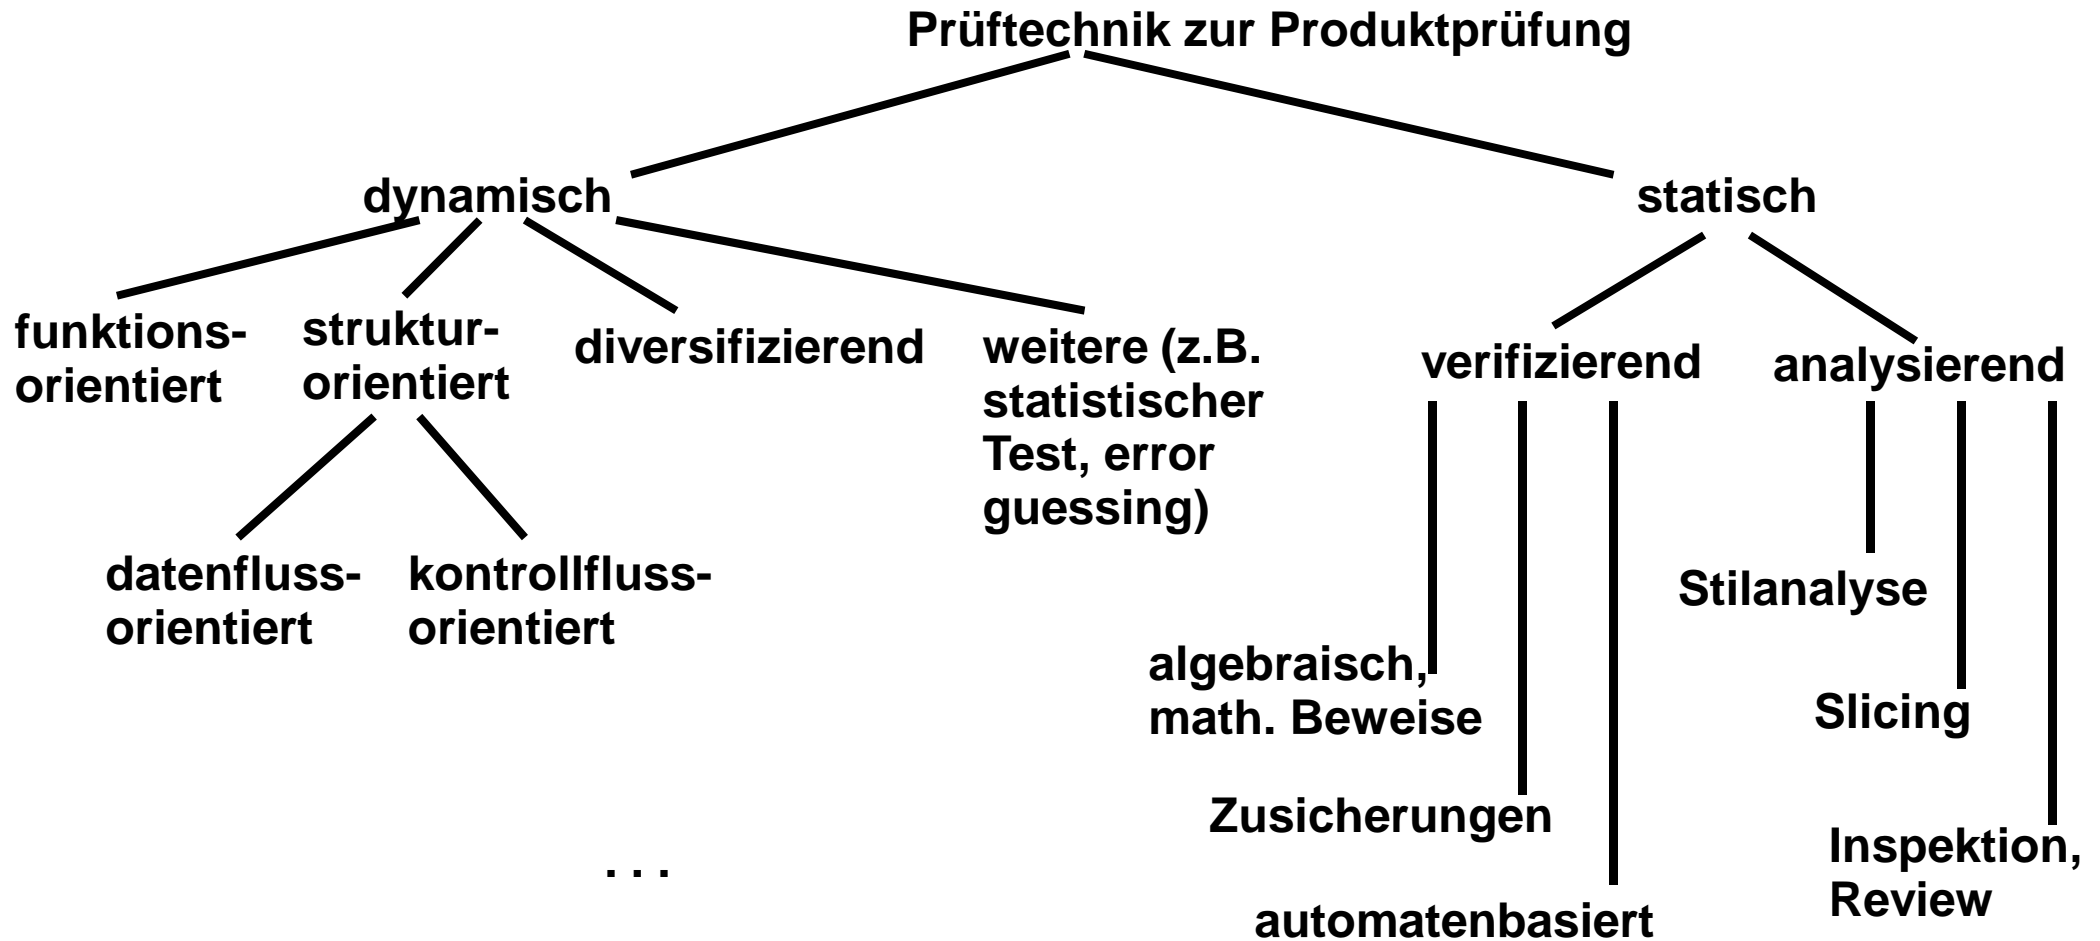 Prüftechnik zur Produktprüfung
dynamisch
statisch
funktions-
orientiert
struktur-
orientiert
diversifizierend
weitere (z.B.
statistischer
Test, error
guessing)
verifizierend
analysierend
datenfluss-
orientiert
kontrollfluss-
orientiert
Stilanalyse
algebraisch,
math. Beweise
Slicing
Zusicherungen
Inspektion,
Review
. . .
automatenbasiert